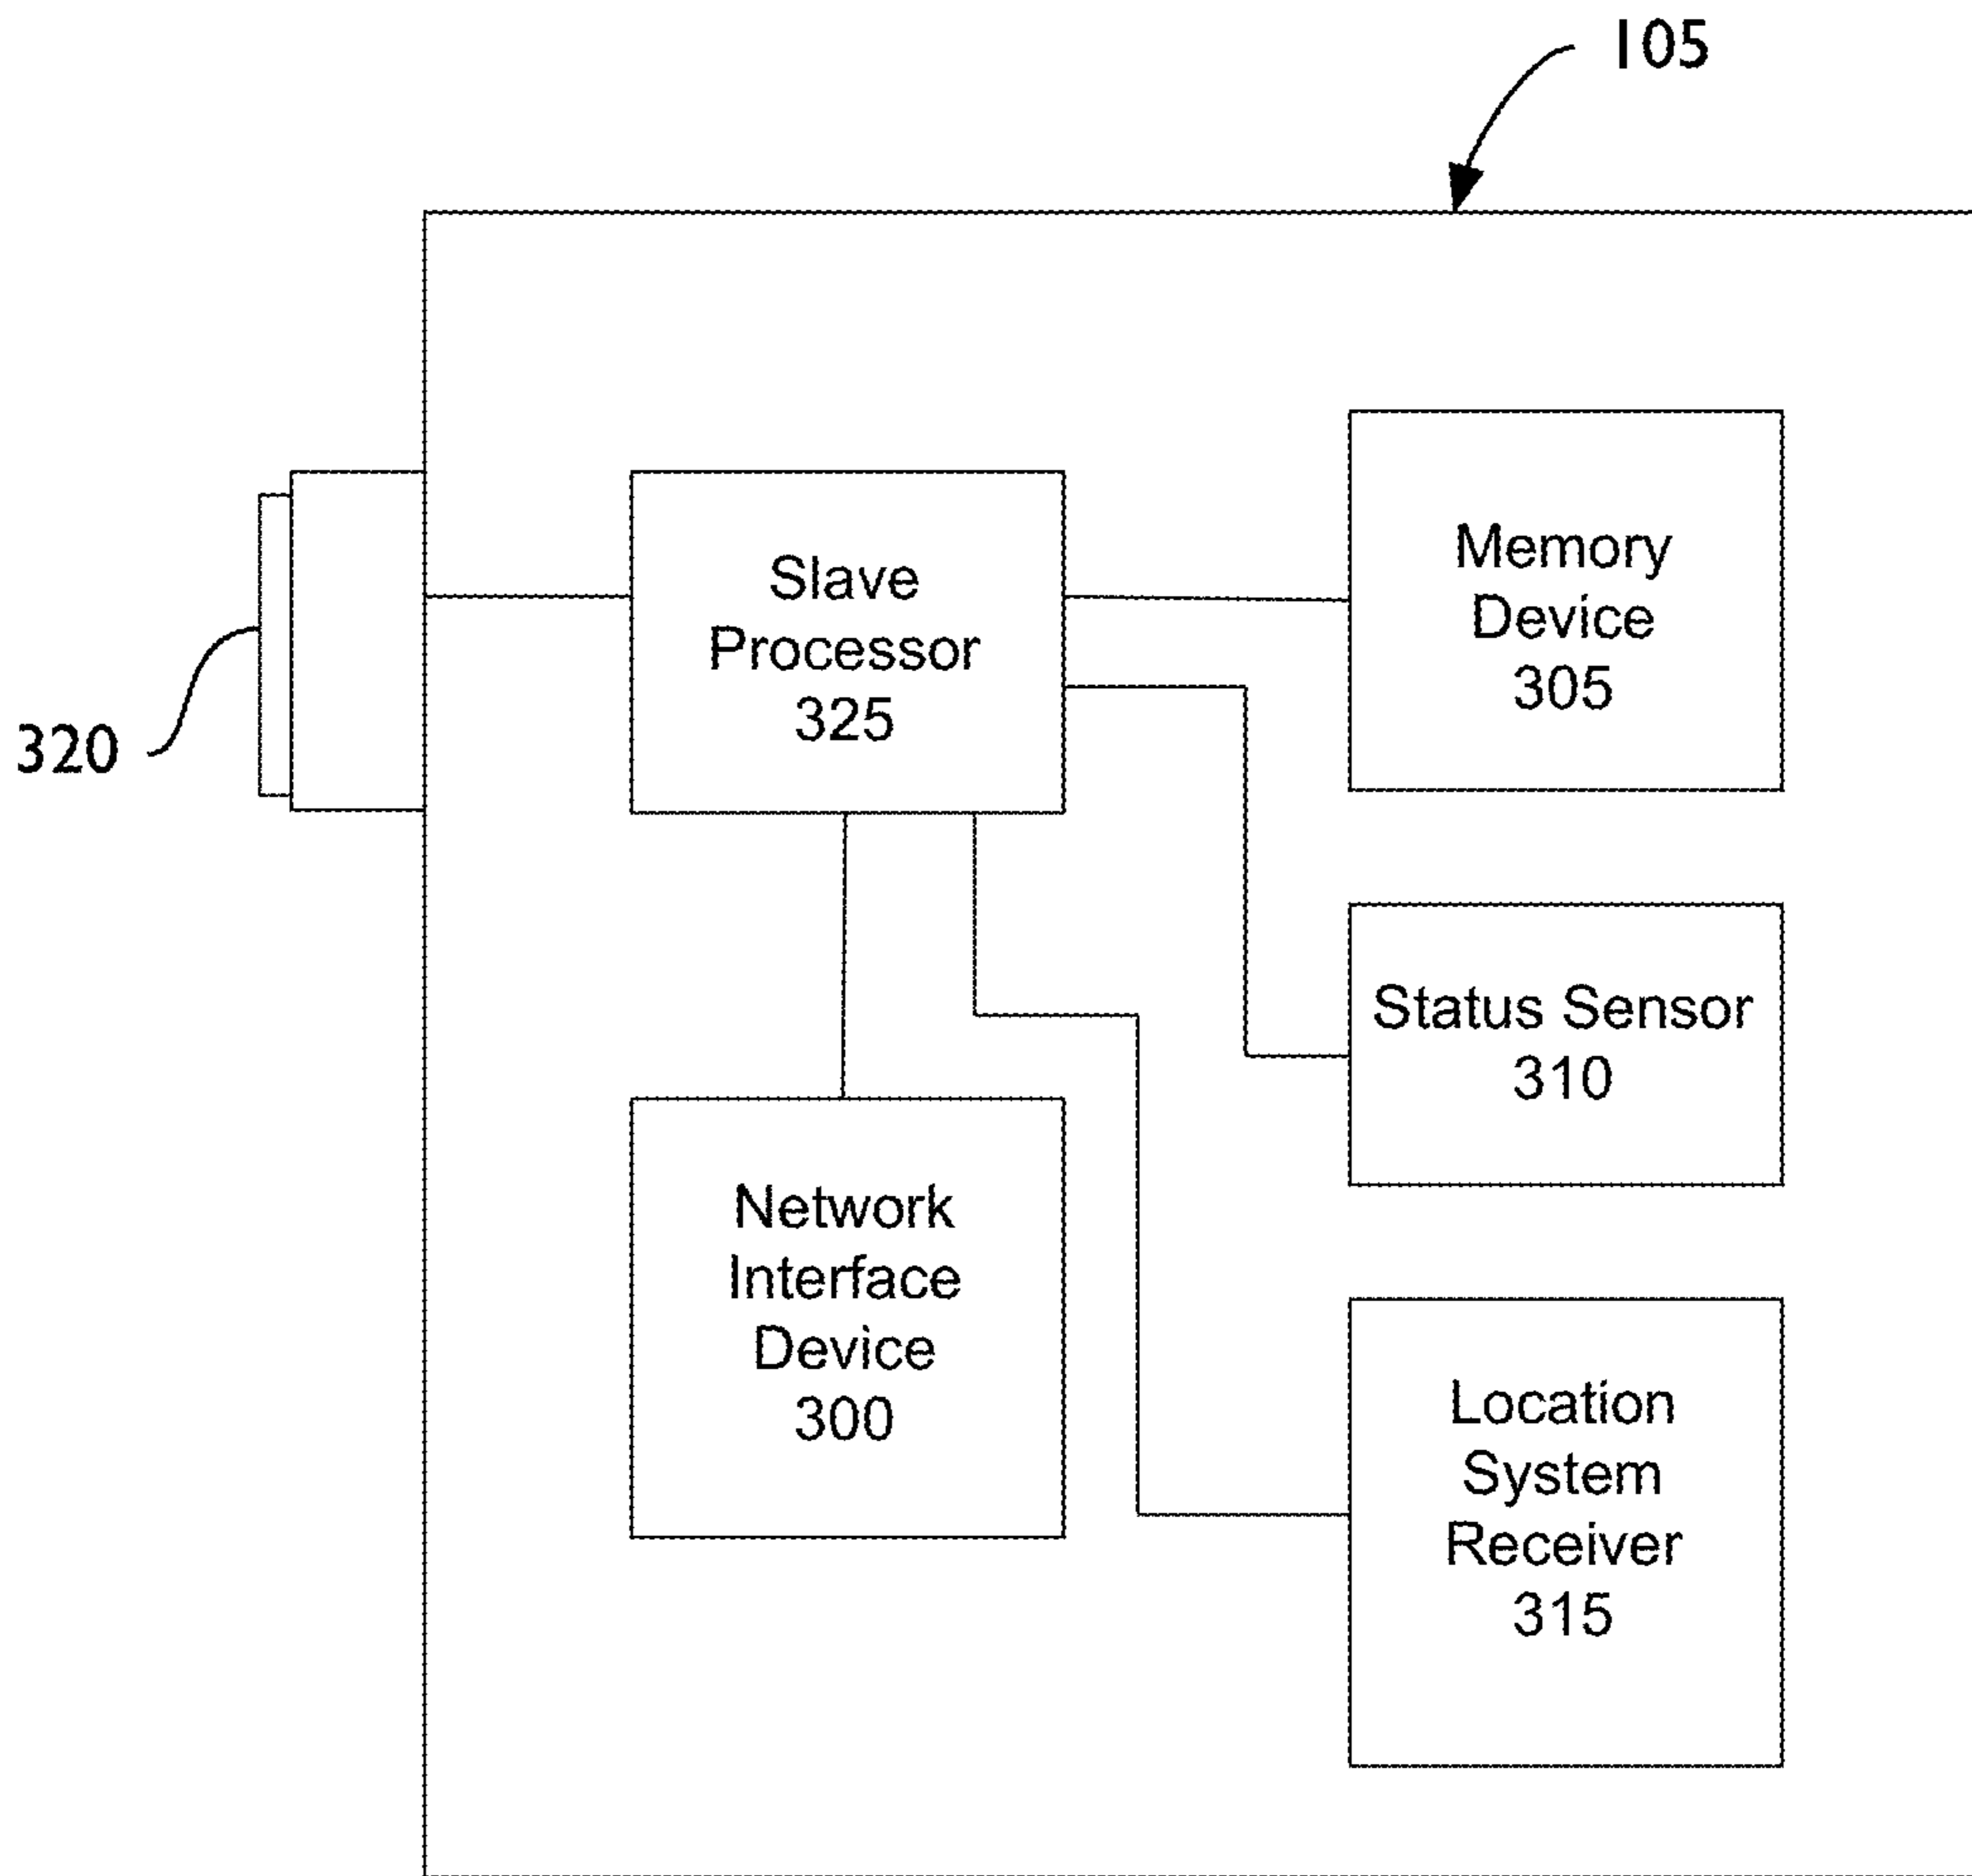 105
Slave
Processor
325
Memory
Device
305
320
Status Sensor
310
Network
Interface
Device
300
Location
System
Receiver
315